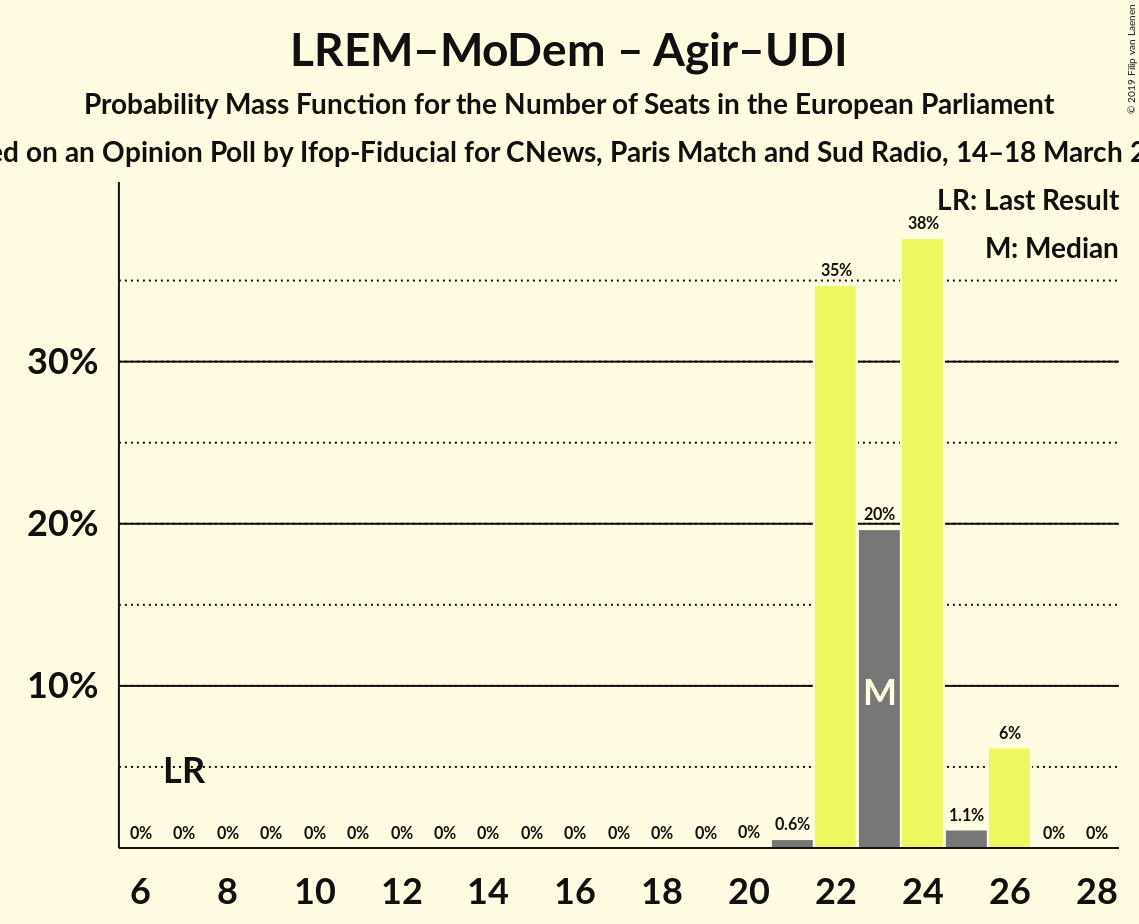 LREM–MoDem – Agir–UDI
Probability Mass Function for the Number of Seats in the European Parliament
on an Opinion Poll by Ifop-Fiducial for CNews, Paris Match and Sud Radio, 14–18 March
© 2019 Filip van Laenen
LR: Last Result
M: Median
38%
35%
30%
20%
20%
10%
M
6%
LR
1.1%
0.6%
0% 0% 0% 0% 0% 0% 0% 0% 0% 0% 0% 0% 0% 0% 0% 0% 0%
6 8 10 12 14 16 18 20 22 24 26 28